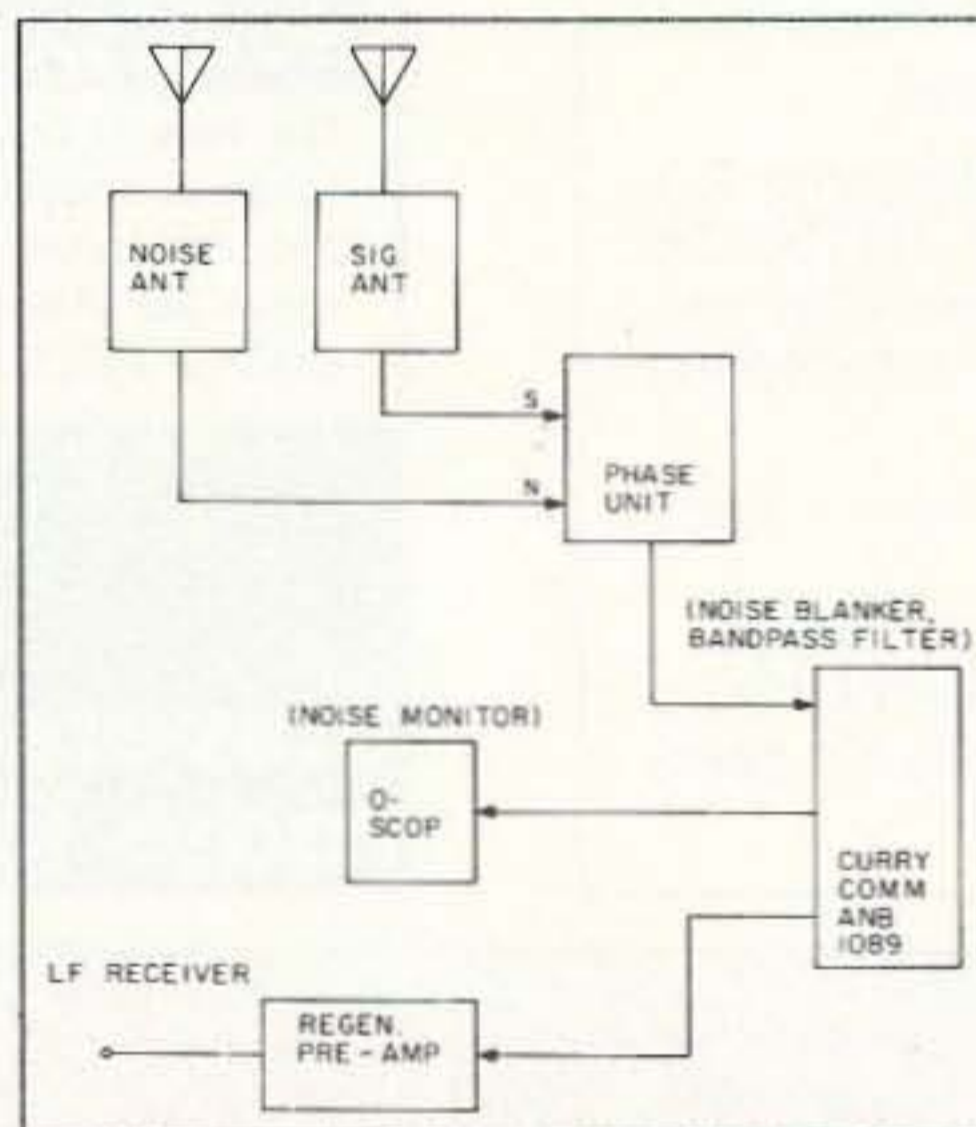 NOISE
ANT
SIG
ANT
S
N
PHASE
UNIT
(NOISE BLANKER,
BANDPASS FILTER)
(NOISE MONITOR)
O-
SCOP
CURRY
COMM
ANB
1089
LF RECEIVER
REGEN.
PRE-AMP